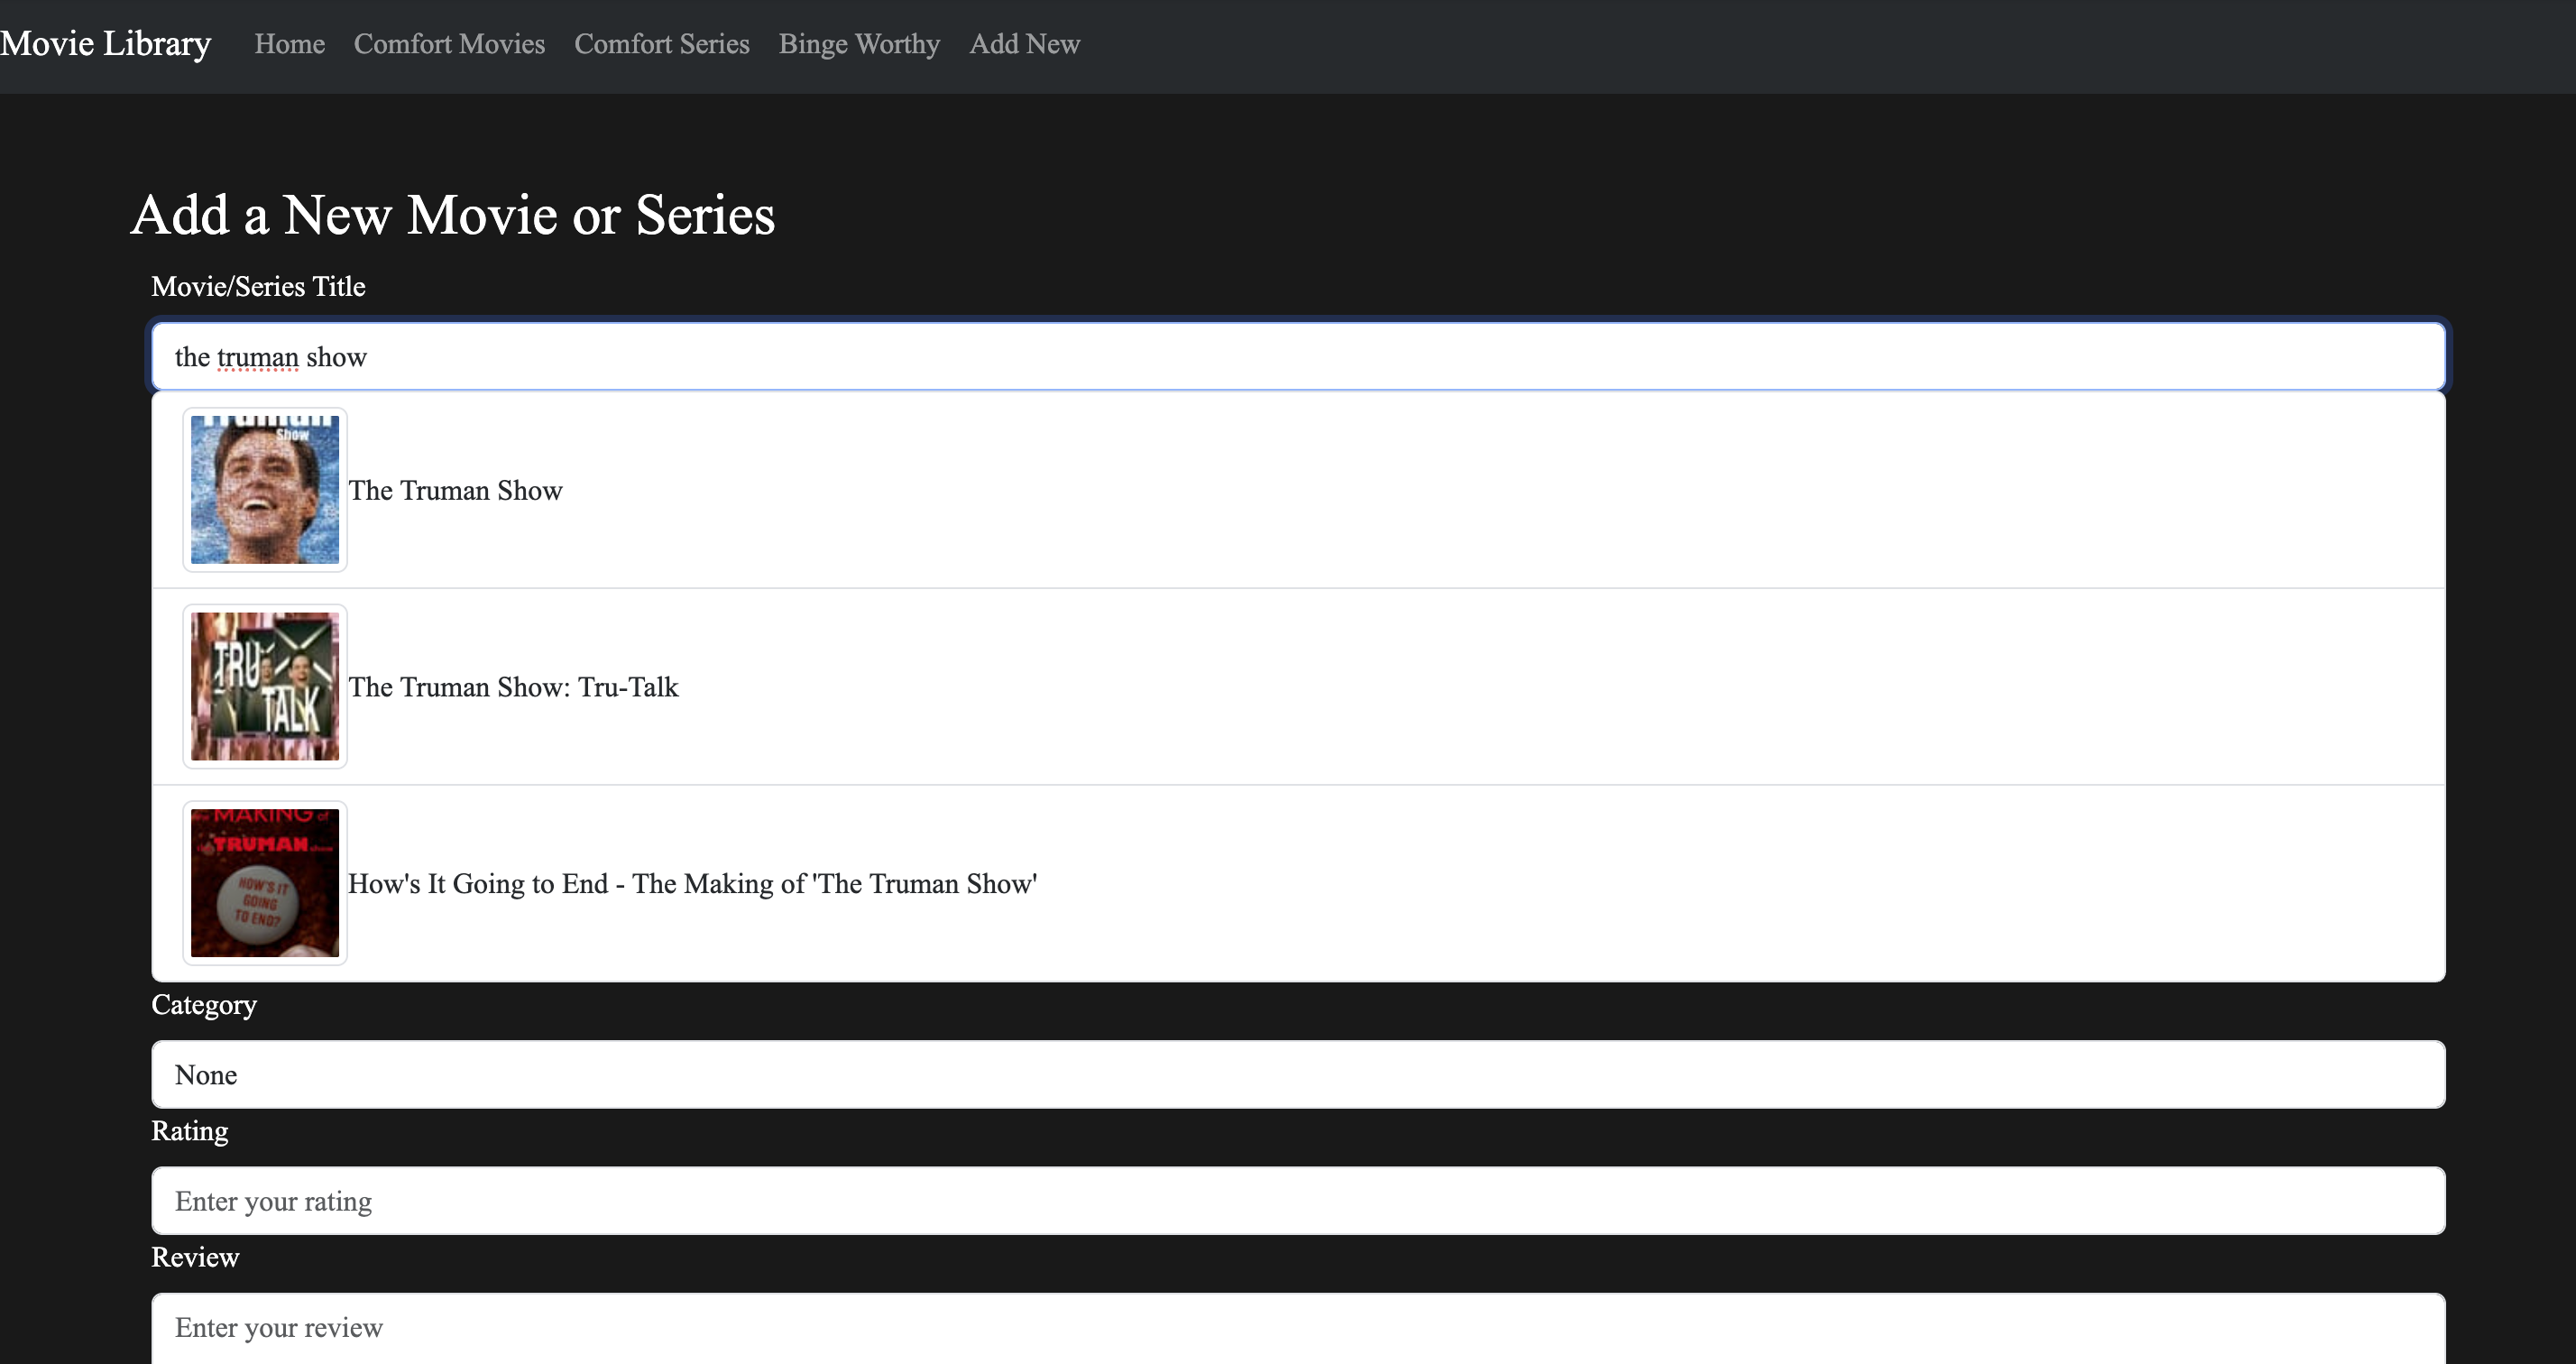 Movie Library Home Comfort Movies Comfort Series Binge Worthy Add New
Add a New Movie or Series
Movie/Series Title
the truman show
Truman
Show
The Truman Show
TRU
TALK
The Truman Show: Tru-Talk
MAKING of
TRUMAN show
HOW'S IT
GOING
TO END?
How's It Going to End - The Making of 'The Truman Show'
Category
None
Rating
Enter your rating
Review
Enter your review